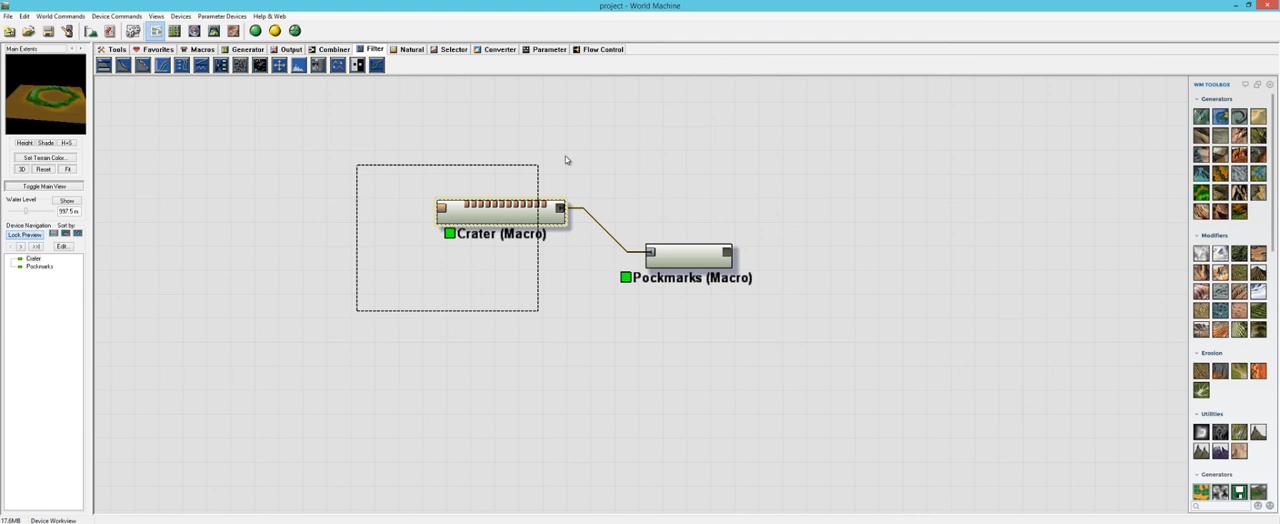 project - World Machine
File Edit World Commands Device Commands Views Devices Parameter Devices Help & Web
Main Extents
Tools Favorites Macros Generator Output Combiner Filter Natural Selector Converter Parameter Flow Control
WM TOOLBOX
Generators
Height Shade H+S
Set Terrain Color...
3D Reset Fit
Toggle Main View
Water Level Show
997.5 m
Device Navigation Sort by:
Lock Preview
Edit...
Crater
Pockmarks
Crater (Macro)
Pockmarks (Macro)
Modifiers
Erosion
Utilities
Generators
17.6MB Device Workview